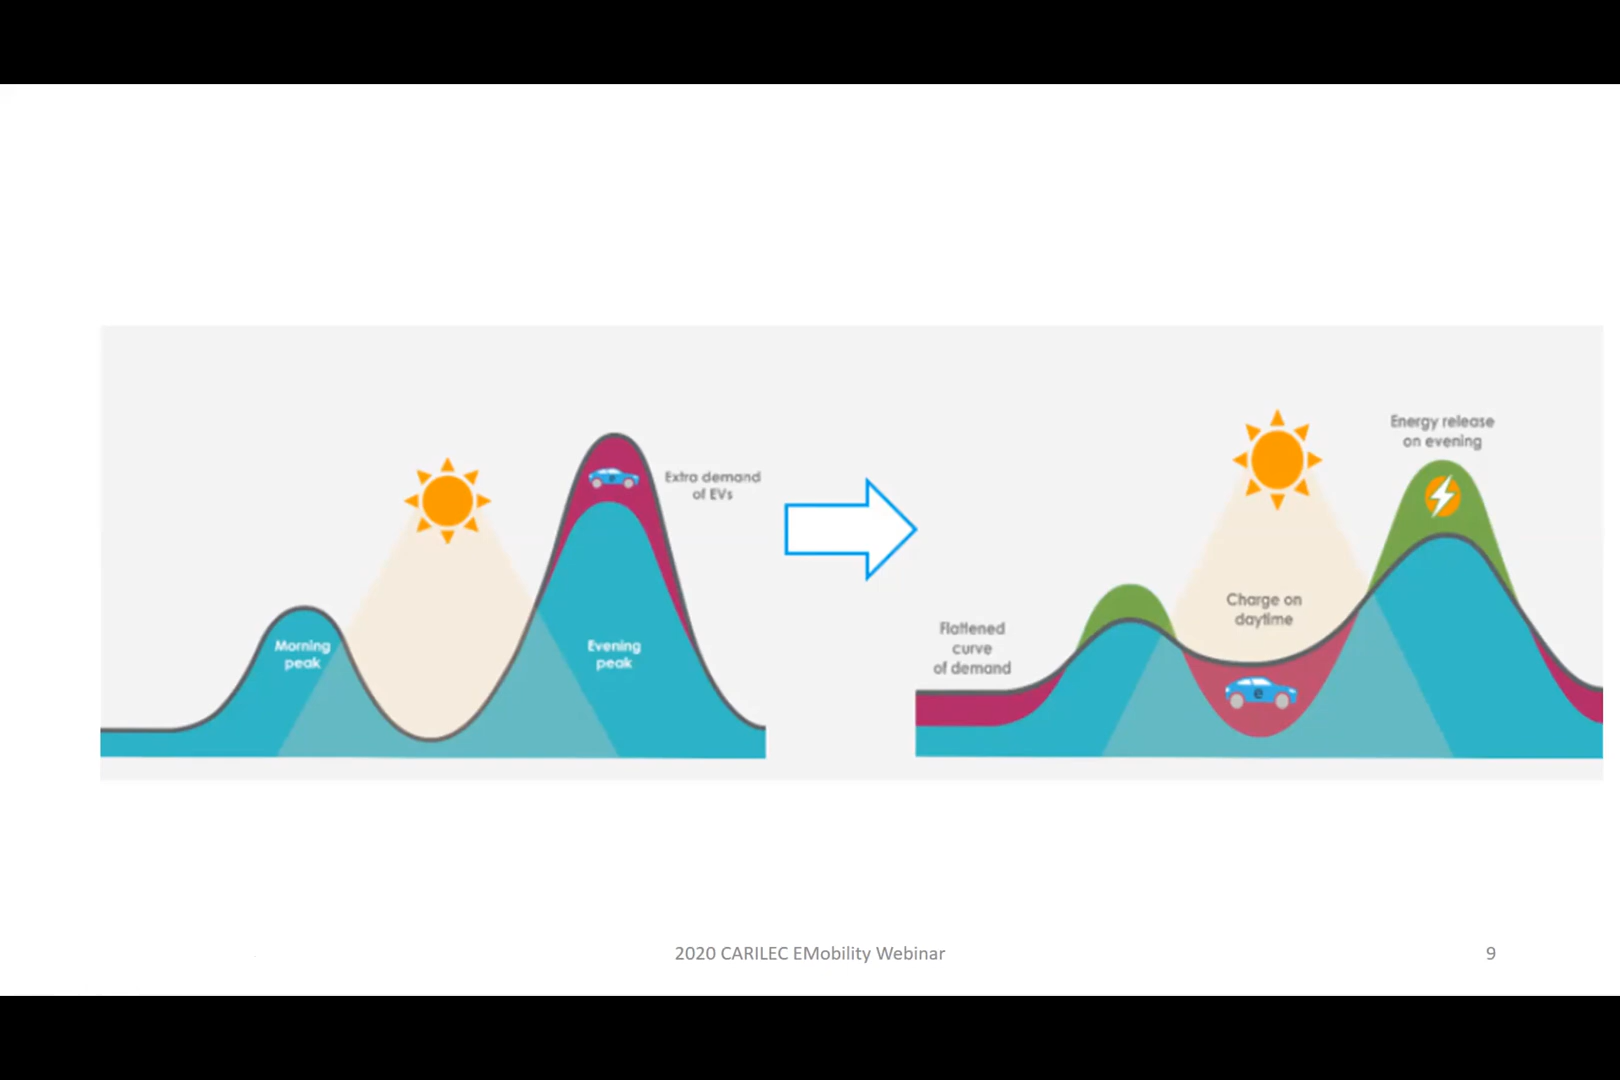 Morning
peak
Evening
peak
Extra demand
of EVs
e
Flattened
curve
of demand
Charge on
daytime
e
Energy release
on evening
2020 CARILEC EMobility Webinar
9